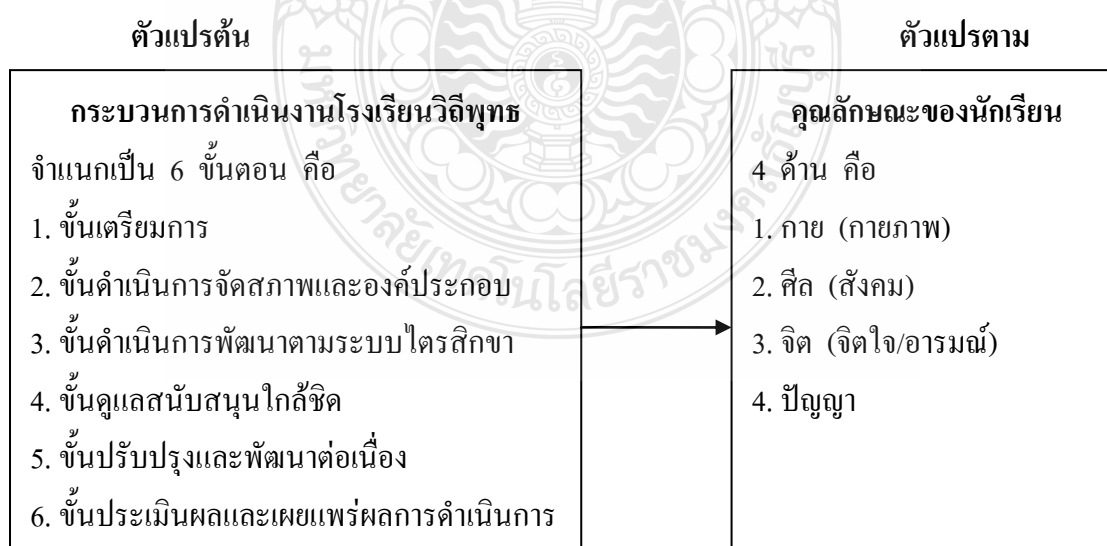 ตัวแปรต้น
ตัวแปรตาม
กระบวนการดำเนินงานโรงเรียนวิถีพุทธ
จำแนกเป็น 6 ขั้นตอน คือ
1. ขั้นเตรียมการ
2. ขั้นดำเนินการจัดสภาพและองค์ประกอบ
3. ขั้นดำเนินการพัฒนาตามระบบไตรสิกขา
4. ขั้นดูแลสนับสนุนใกล้ชิด
5. ขั้นปรับปรุงและพัฒนาต่อเนื่อง
6. ขั้นประเมินผลและเผยแพร่ผลการดำเนินการ
คุณลักษณะของนักเรียน
4 ด้าน คือ
1. กาย (กายภาพ)
2. ศีล (สังคม)
3. จิต (จิตใจ/อารมณ์)
4. ปัญญา